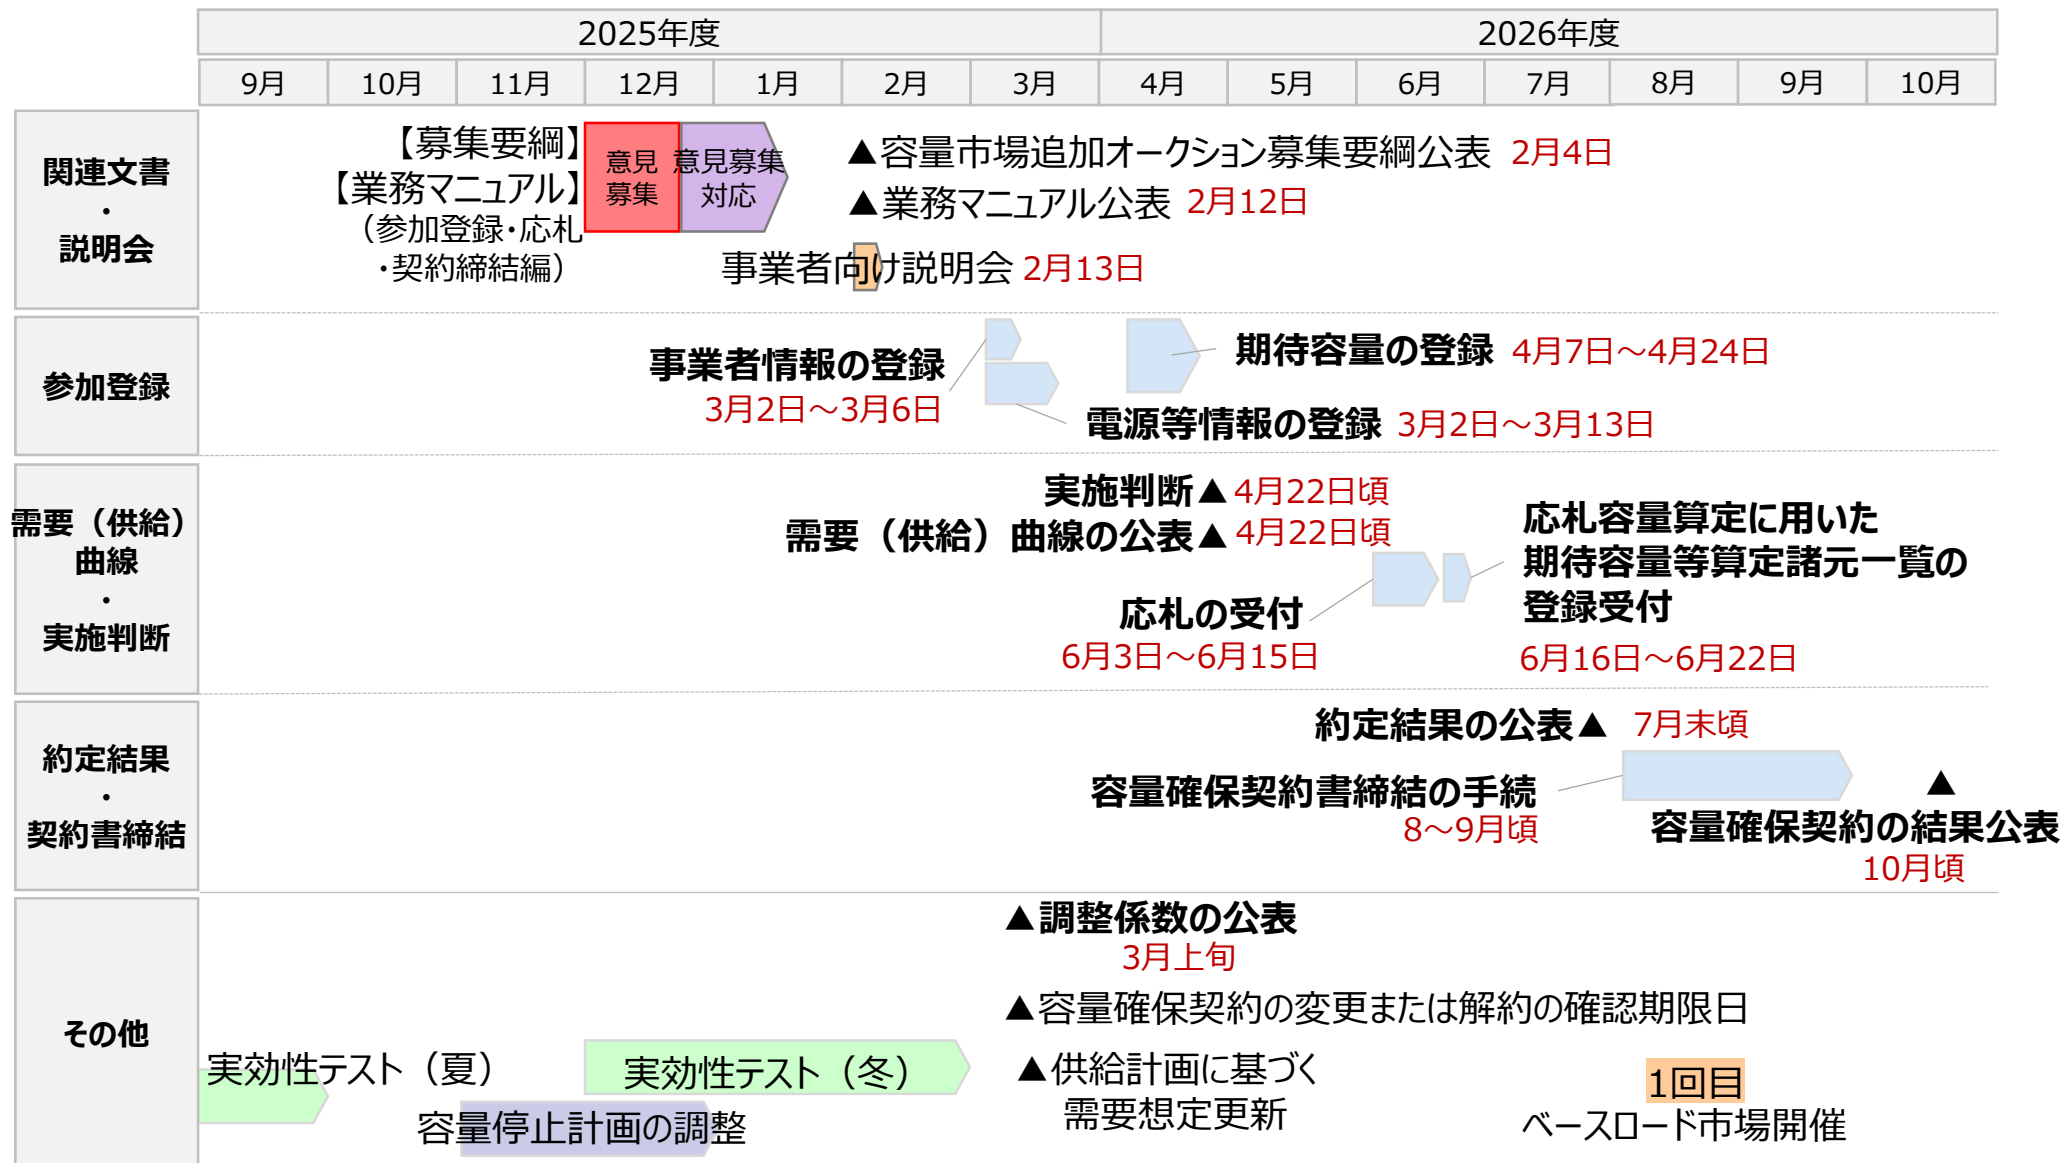 2025年度
2026年度
9月
10月
11月
12月
1月
2月
3月
4月
5月
6月
7月
8月
9月
10月
関連文書
・
説明会
【募集要綱】
【業務マニュアル】
（参加登録・応札
・契約締結編）
意見
募集
意見募集
対応
▲容量市場追加オークション募集要綱公表 2月4日
▲業務マニュアル公表 2月12日
事業者向け説明会 2月13日
参加登録
事業者情報の登録
3月2日～3月6日
期待容量の登録 4月7日～4月24日
電源等情報の登録 3月2日～3月13日
需要（供給）
曲線
・
実施判断
実施判断▲ 4月22日頃
需要（供給）曲線の公表▲ 4月22日頃
応札の受付
6月3日～6月15日
応札容量算定に用いた
期待容量等算定諸元一覧の
登録受付
6月16日～6月22日
約定結果
・
契約書締結
約定結果の公表▲ 7月末頃
容量確保契約書締結の手続
8～9月頃
▲
容量確保契約の結果公表
10月頃
その他
▲調整係数の公表
3月上旬
▲容量確保契約の変更または解約の確認期限日
実効性テスト（夏）
実効性テスト（冬）
容量停止計画の調整
▲供給計画に基づく
需要想定更新
1回目
ベースロード市場開催